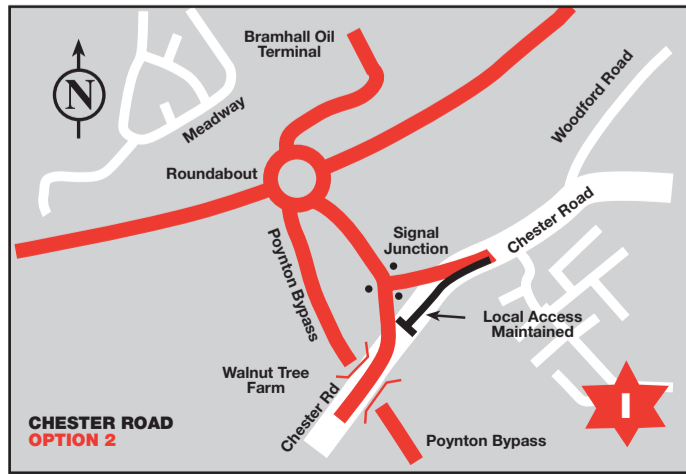 Bramhall Oil
Terminal
N
Meadway
Woodford Road
Roundabout
Poynton Bypass
Signal
Junction
Chester Road
Local Access
Maintained
Walnut Tree
Farm
Chester Rd
CHESTER ROAD
OPTION 2
Poynton Bypass
I